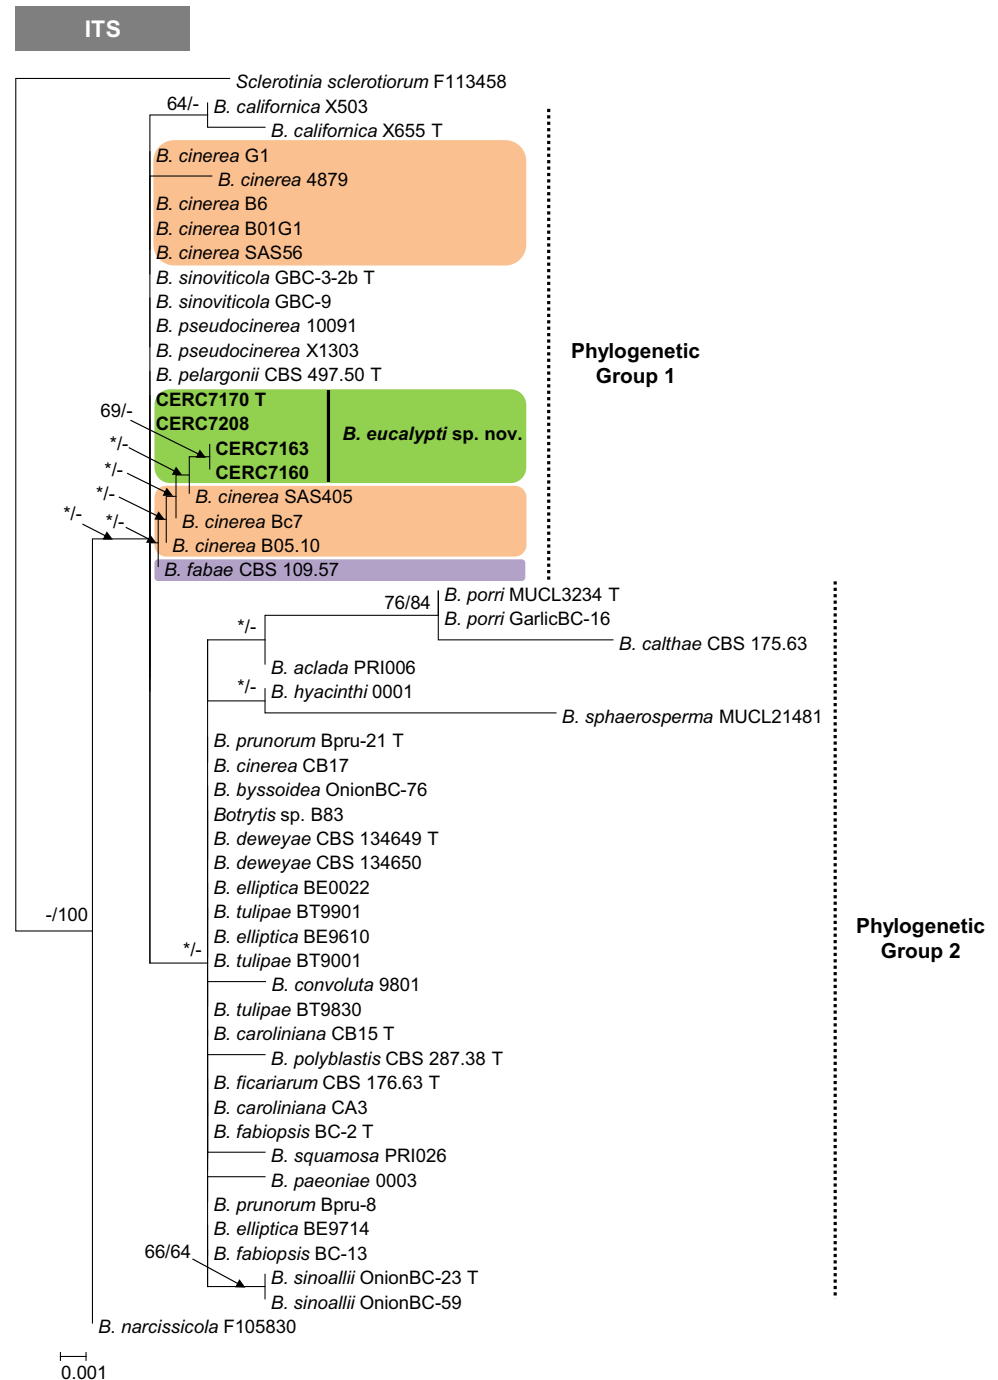 ITS
Sclerotinia sclerotiorum F113458
64/-
B. californica X503
B. californica X655 T
B. cinerea G1
B. cinerea 4879
B. cinerea B6
B. cinerea B01G1
B. cinerea SAS56
B. sinoviticola GBC-3-2b T
B. sinoviticola GBC-9
B. pseudocinerea 10091
B. pseudocinerea X1303
B. pelargonii CBS 497.50 T
Phylogenetic
Group 1
CERC7170 T
69/-
CERC7208
B. eucalypti sp. nov.
*/-
CERC7163
*/-
CERC7160
*/-
B. cinerea SAS405
*/-
*/-
B. cinerea Bc7
B. cinerea B05.10
B. fabae CBS 109.57
76/84
B. porri MUCL3234 T
B. porri GarlicBC-16
*/-
B. calthae CBS 175.63
B. aclada PRI006
*/-
B. hyacinthi 0001
B. sphaerosperma MUCL21481
B. prunorum Bpru-21 T
B. cinerea CB17
B. byssoidea OnionBC-76
Botrytis sp. B83
B. deweyae CBS 134649 T
B. deweyae CBS 134650
B. elliptica BE0022
-/100
B. tulipae BT9901
B. elliptica BE9610
*/-
B. tulipae BT9001
Phylogenetic
Group 2
B. convoluta 9801
B. tulipae BT9830
B. caroliniana CB15 T
B. polyblastis CBS 287.38 T
B. ficariarum CBS 176.63 T
B. caroliniana CA3
B. fabiopsis BC-2 T
B. squamosa PRI026
B. paeoniae 0003
B. prunorum Bpru-8
B. elliptica BE9714
66/64
B. fabiopsis BC-13
B. sinoallii OnionBC-23 T
B. sinoallii OnionBC-59
B. narcissicola F105830
0.001